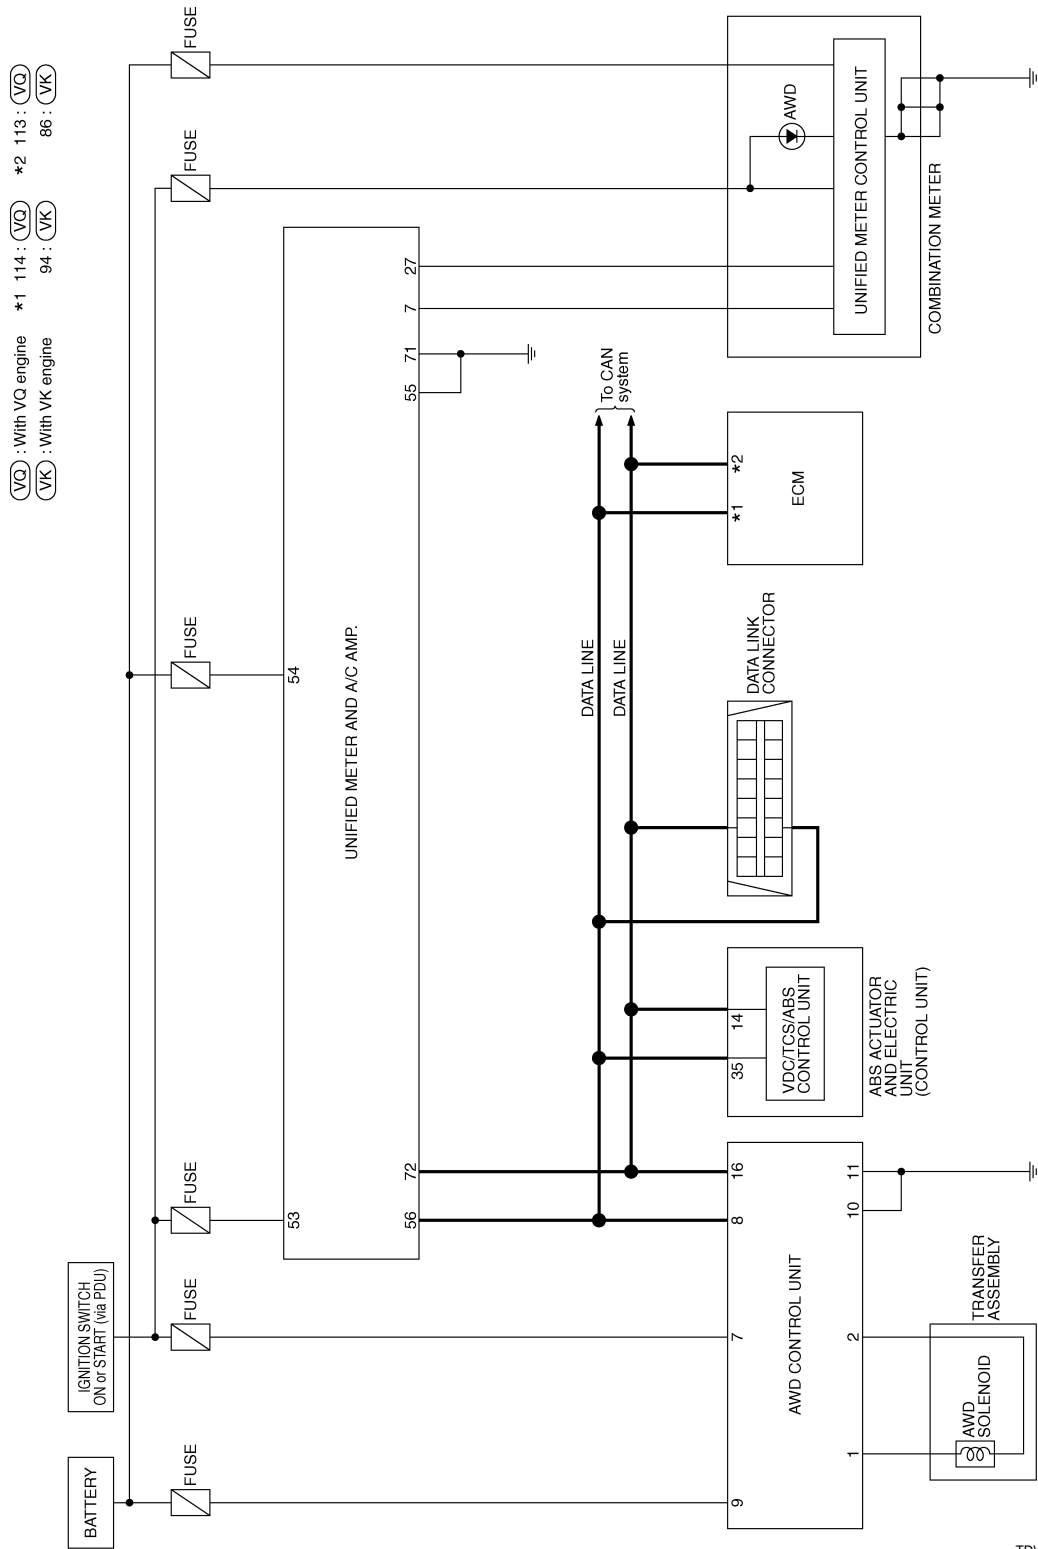 VQ : With VQ engine *1 114 : VQ *2 113 : VQ
VK : With VK engine 94 : VK 86 : VK
BATTERY
IGNITION SWITCH
ON or START (via PDU)
FUSE
FUSE
FUSE
FUSE
FUSE
FUSE
53
54
UNIFIED METER AND A/C AMP.
56
72
55
71
7
27
DATA LINE
DATA LINE
To CAN
system
9
7
8
16
AWD CONTROL UNIT
1
2
10
11
AWD
SOLENOID
TRANSFER
ASSEMBLY
35
14
VDC/TCS/ABS
CONTROL UNIT
ABS ACTUATOR
AND ELECTRIC
UNIT
(CONTROL UNIT)
DATA LINK
CONNECTOR
*1
*2
ECM
AWD
UNIFIED METER CONTROL UNIT
COMBINATION METER